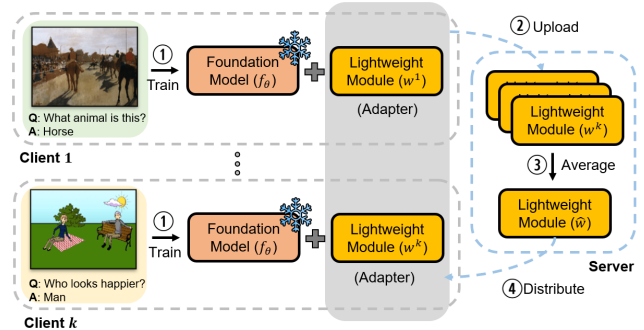 ① Train
Foundation
Model (f_θ)
Lightweight
Module (w¹)
(Adapter)
Q: What animal is this?
A: Horse
Client 1
② Upload
Lightweight
Module (wᵏ)
③ Average
Lightweight
Module (ŵ)
Server
④ Distribute
① Train
Foundation
Model (f_θ)
Lightweight
Module (wᵏ)
(Adapter)
Q: Who looks happier?
A: Man
Client k